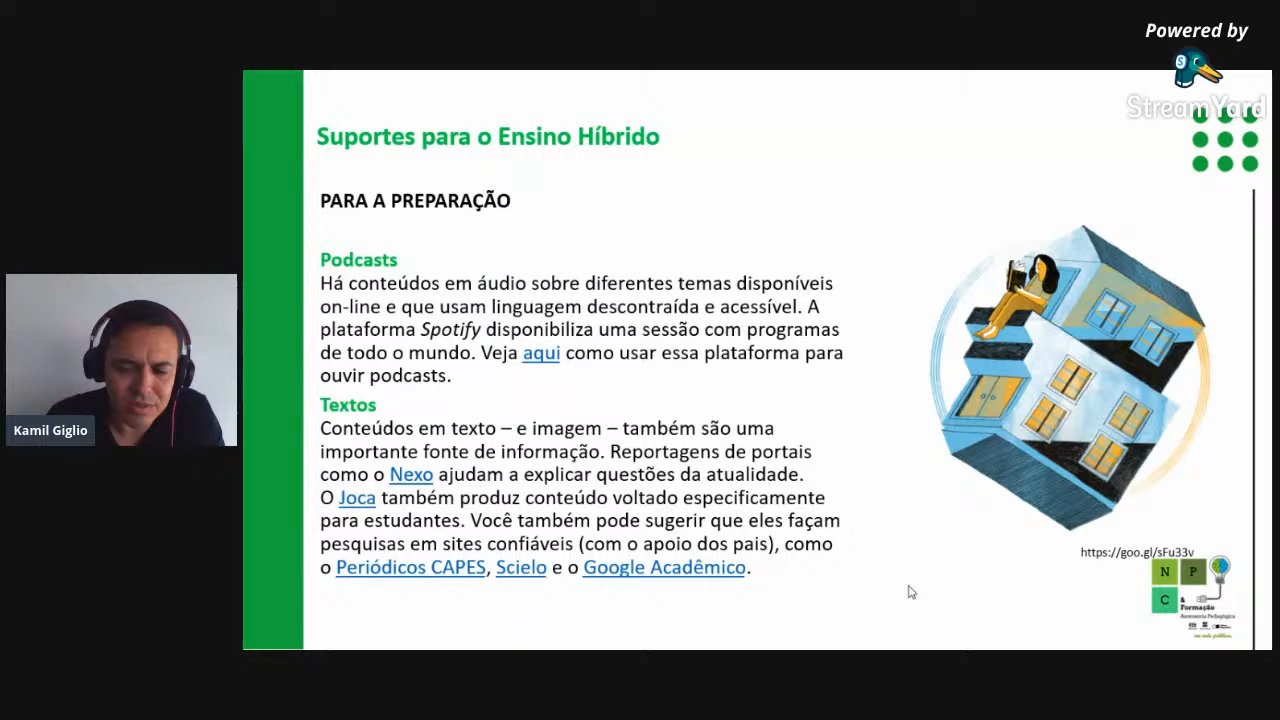 Powered by
StreamYard
Suportes para o Ensino Híbrido
PARA A PREPARAÇÃO
Podcasts
Há conteúdos em áudio sobre diferentes temas disponíveis
on-line e que usam linguagem descontraída e acessível. A
plataforma Spotify disponibiliza uma sessão com programas
de todo o mundo. Veja aqui como usar essa plataforma para
ouvir podcasts.
Textos
Conteúdos em texto – e imagem – também são uma
importante fonte de informação. Reportagens de portais
como o Nexo ajudam a explicar questões da atualidade.
O Joca também produz conteúdo voltado especificamente
para estudantes. Você também pode sugerir que eles façam
pesquisas em sites confiáveis (com o apoio dos pais), como
o Periódicos CAPES, Scielo e o Google Acadêmico.
Kamil Giglio
https://goo.gl/sFu33v
N P
C &
Formação
Assessoria Pedagógica